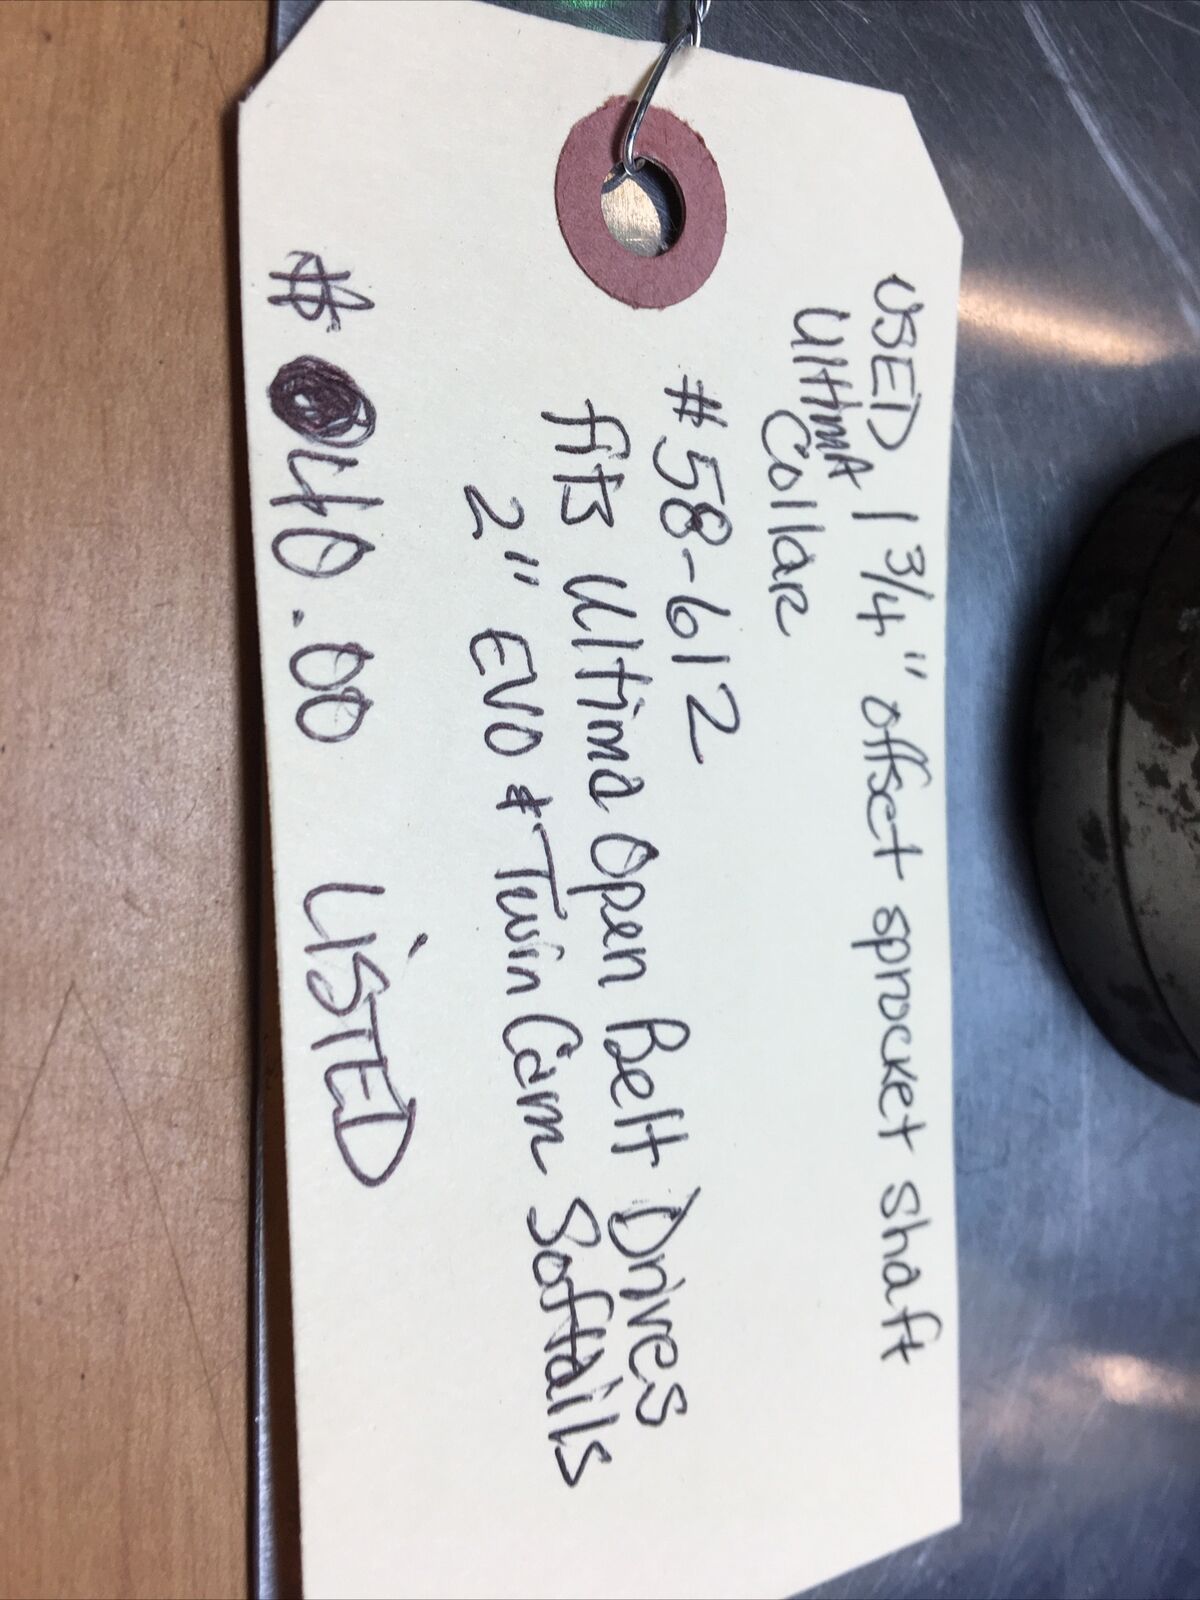 USED 1 3/4" offset sprocket shaft
UltimA Collar
#58-612
fits Ultima Open Belt Drives
2" EVO & Twin Cam Softails
$ 40.00 LiSTED